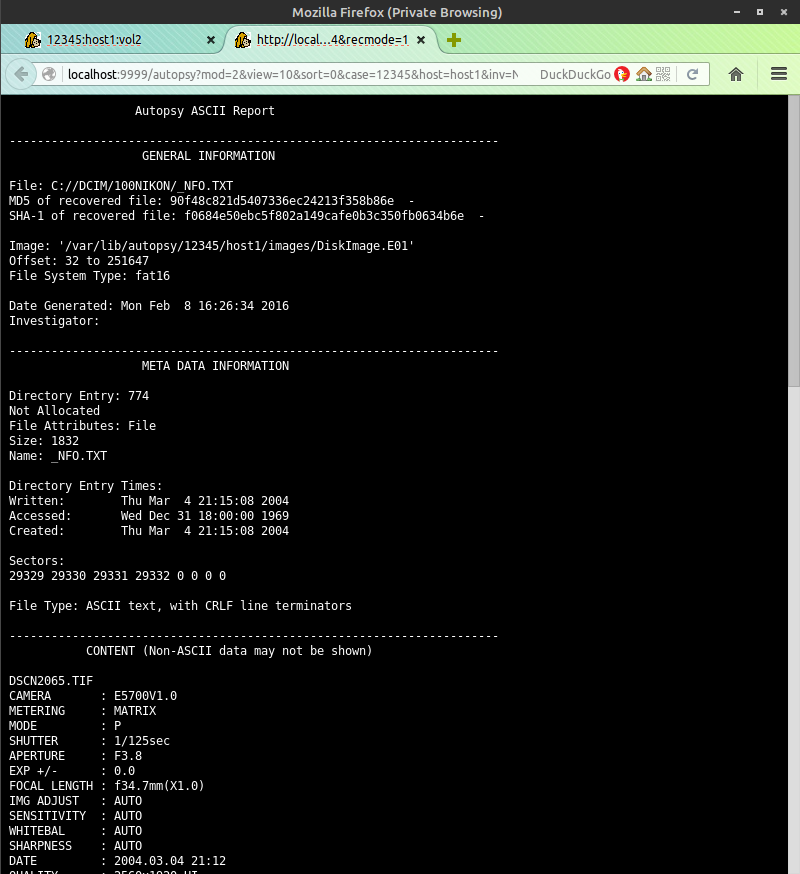 Mozilla Firefox (Private Browsing)
12345:host1:vol2
http://local...4&recmode=1
localhost:9999/autopsy?mod=2&view=10&sort=0&case=12345&host=host1&inv=
DuckDuckGo
Autopsy ASCII Report
----------------------------------------------------------------------
GENERAL INFORMATION
File: C://DCIM/100NIKON/_NFO.TXT
MD5 of recovered file: 90f48c821d5407336ec24213f358b86e  -
SHA-1 of recovered file: f0684e50ebc5f802a149cafe0b3c350fb0634b6e  -
Image: '/var/lib/autopsy/12345/host1/images/DiskImage.E01'
Offset: 32 to 251647
File System Type: fat16
Date Generated: Mon Feb  8 16:26:34 2016
Investigator:
----------------------------------------------------------------------
META DATA INFORMATION
Directory Entry: 774
Not Allocated
File Attributes: File
Size: 1832
Name: _NFO.TXT
Directory Entry Times:
Written:        Thu Mar  4 21:15:08 2004
Accessed:       Wed Dec 31 18:00:00 1969
Created:        Thu Mar  4 21:15:08 2004
Sectors:
29329 29330 29331 29332 0 0 0 0
File Type: ASCII text, with CRLF line terminators
----------------------------------------------------------------------
CONTENT (Non-ASCII data may not be shown)
DSCN2065.TIF
CAMERA       : E5700V1.0
METERING     : MATRIX
MODE         : P
SHUTTER      : 1/125sec
APERTURE     : F3.8
EXP +/-      : 0.0
FOCAL LENGTH : f34.7mm(X1.0)
IMG ADJUST   : AUTO
SENSITIVITY  : AUTO
WHITEBAL     : AUTO
SHARPNESS    : AUTO
DATE         : 2004.03.04 21:12